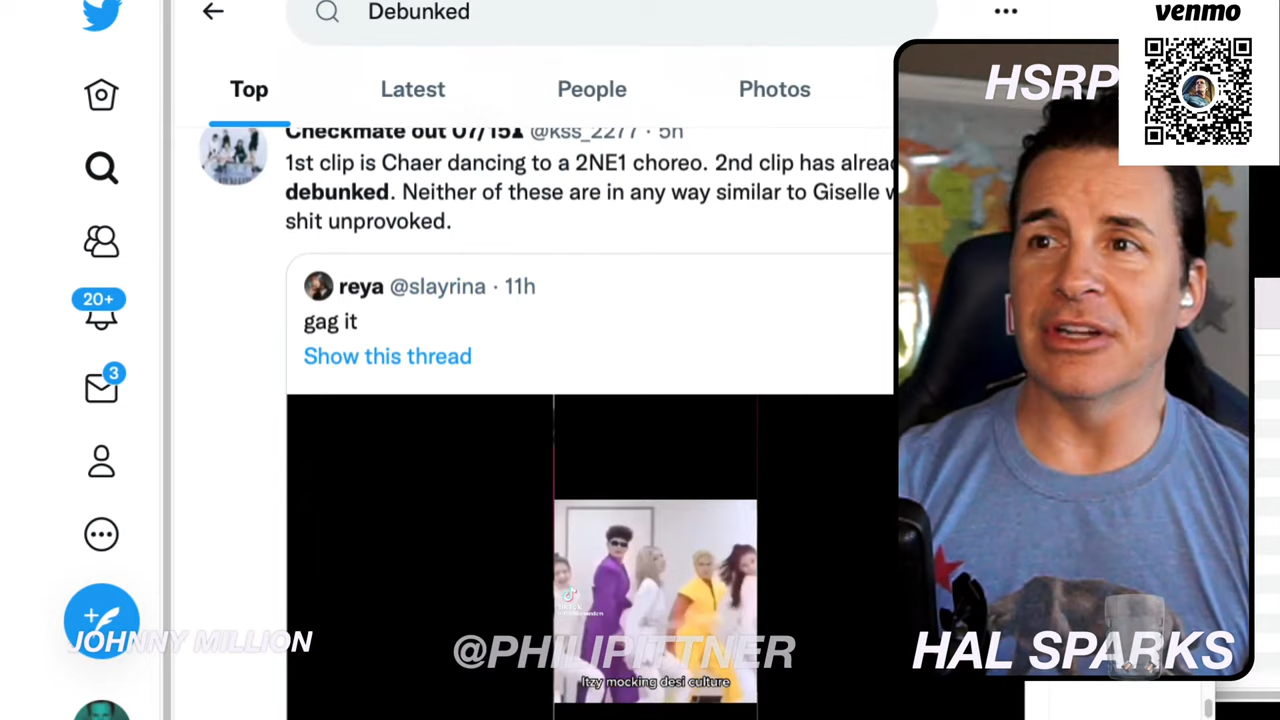 Debunked
venmo
HSRP
Top
Latest
People
Photos
Checkmate out 07/15 @kss_2277 · 5h
1st clip is Chaer dancing to a 2NE1 choreo. 2nd clip has alrea
debunked. Neither of these are in any way similar to Giselle w
shit unprovoked.
reya @slayrina · 11h
gag it
Show this thread
20+
3
TikTok
Itzy mocking desi culture
JOHNNY MILLION
@PHILIPITTNER
HAL SPARKS